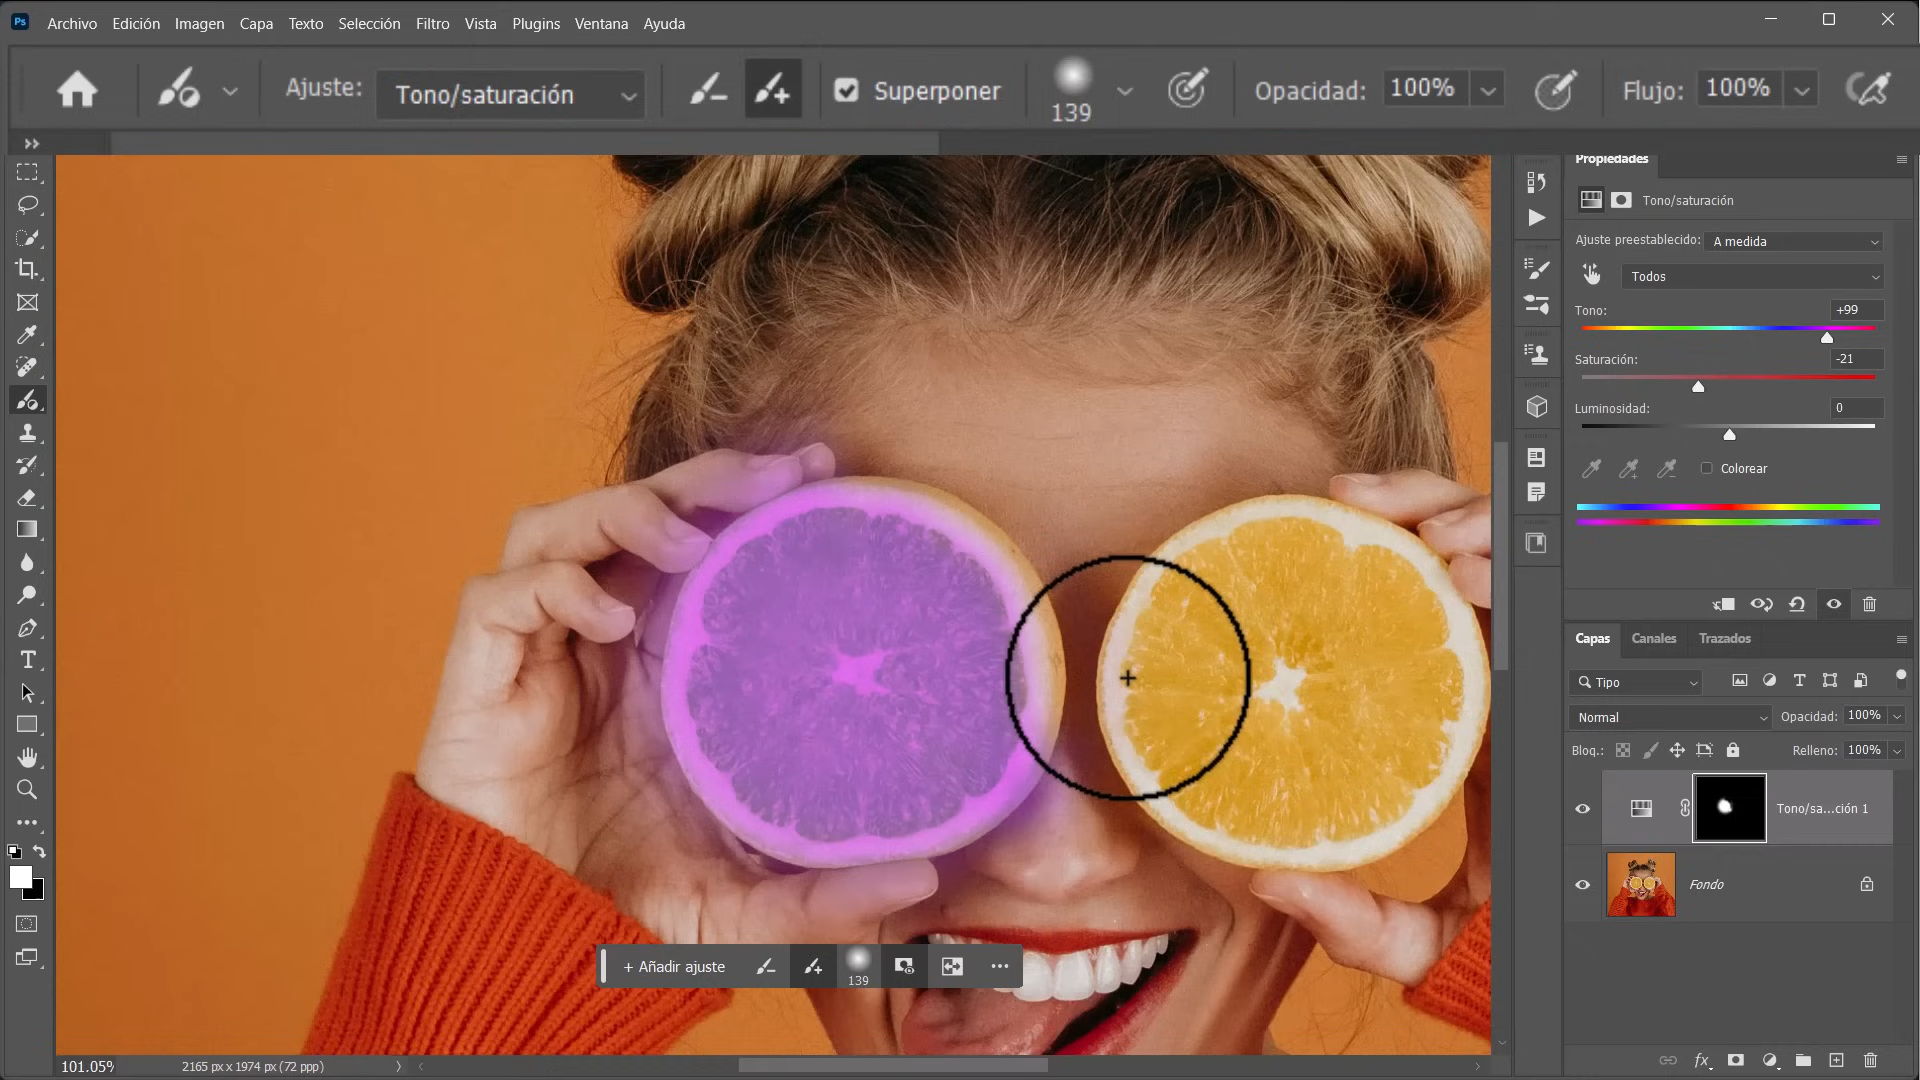 Ps Archivo Edición Imagen Capa Texto Selección Filtro Vista Plugins Ventana Ayuda
Ajuste: Tono/saturación Superponer 139 Opacidad: 100% Flujo: 100%
Propiedades
Tono/saturación
Ajuste preestablecido: A medida
Todos
Tono: +99
Saturación: -21
Luminosidad: 0
Colorear
Capas Canales Trazados
Tipo
Normal Opacidad: 100%
Bloq.: Relleno: 100%
Tono/sa...ción 1
Fondo
+ Añadir ajuste 139
101.05% 2165 px x 1974 px (72 ppp)
fx